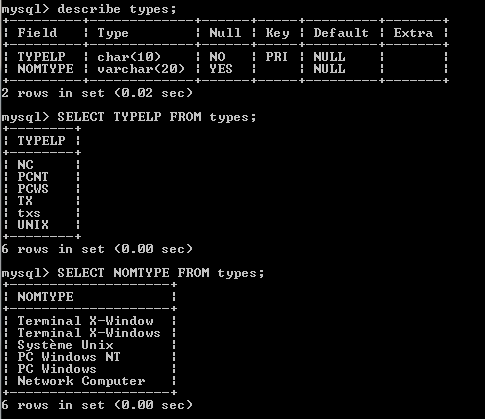 mysql> describe types;
+---------+-------------+------+-----+---------+-------+
¦ Field   ¦ Type        ¦ Null ¦ Key ¦ Default ¦ Extra ¦
+---------+-------------+------+-----+---------+-------+
¦ TYPELP  ¦ char(10)    ¦ NO   ¦ PRI ¦ NULL    ¦       ¦
¦ NOMTYPE ¦ varchar(20) ¦ YES  ¦     ¦ NULL    ¦       ¦
+---------+-------------+------+-----+---------+-------+
2 rows in set (0.02 sec)
mysql> SELECT TYPELP FROM types;
+--------+
¦ TYPELP ¦
+--------+
¦ NC     ¦
¦ PCNT   ¦
¦ PCWS   ¦
¦ TX     ¦
¦ txs    ¦
¦ UNIX   ¦
+--------+
6 rows in set (0.00 sec)
mysql> SELECT NOMTYPE FROM types;
+--------------------+
¦ NOMTYPE            ¦
+--------------------+
¦ Terminal X-Window  ¦
¦ Terminal X-Windows ¦
¦ Système Unix       ¦
¦ PC Windows NT      ¦
¦ PC Windows         ¦
¦ Network Computer   ¦
+--------------------+
6 rows in set (0.00 sec)